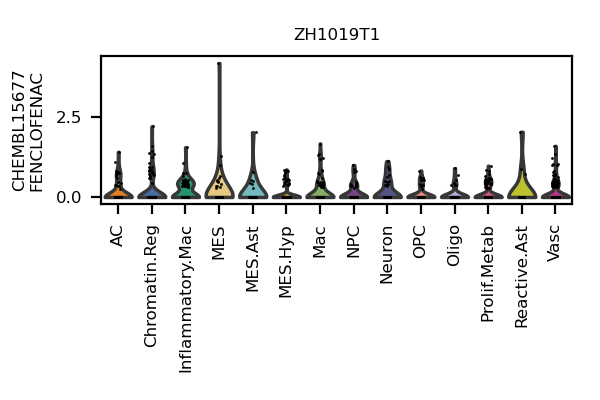 ZH1019T1
CHEMBL15677
FENCLOFENAC
2.5
0.0
AC
Chromatin.Reg
Inflammatory.Mac
MES
MES.Ast
MES.Hyp
Mac
NPC
Neuron
OPC
Oligo
Prolif.Metab
Reactive.Ast
Vasc